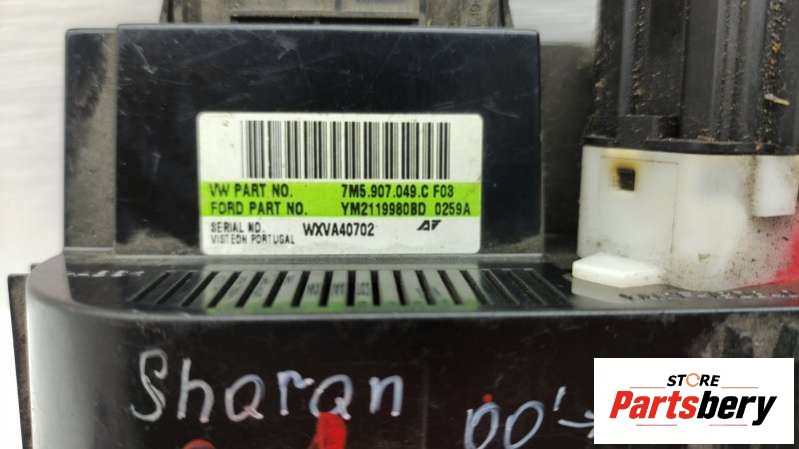 VW PART NO. 7M5.907.049.C F03
FORD PART NO. YM2119980BD 0259A
SERIAL NO. WXVA40702
VISTEON PORTUGAL
Sharan 00'→
STORE
Partsbery